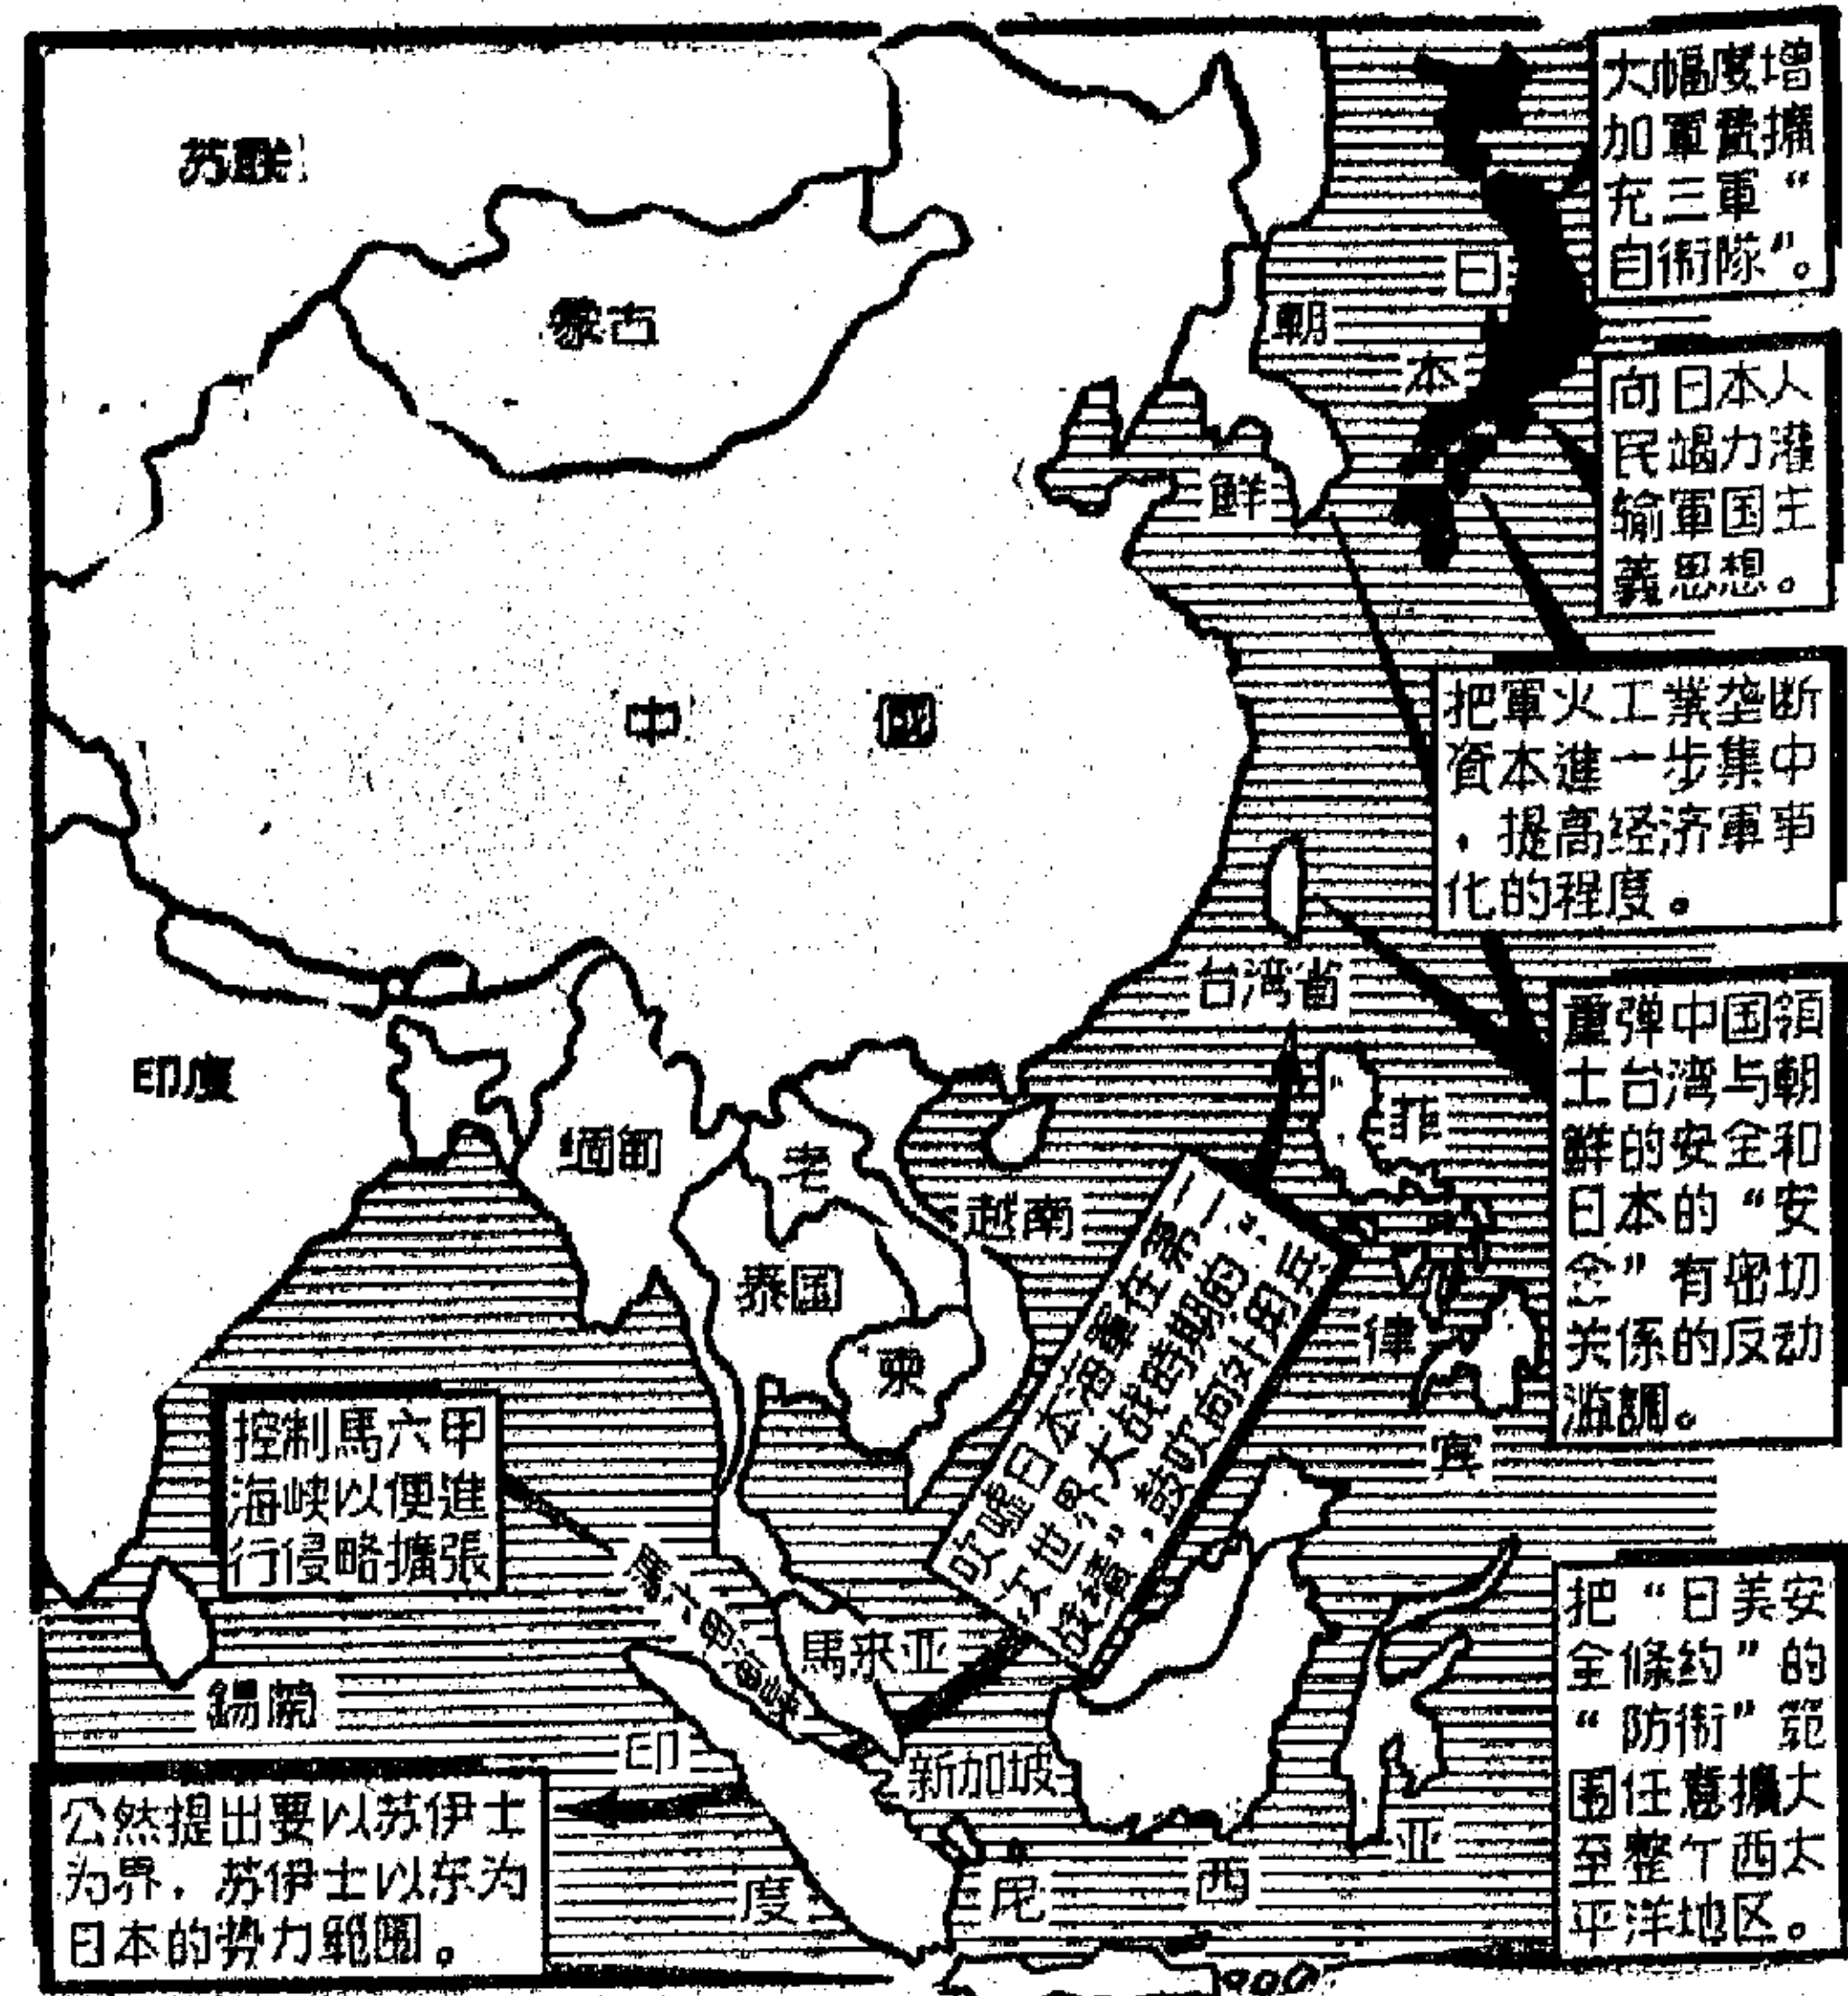 苏联
蒙古
中國
印度
日
本
朝
鮮
台湾省
缅甸
老
越南
泰国
柬
菲
律
宾
馬六甲海峡
馬来亚
新加坡
錫蘭
印
度
尼
西
亚
大幅度增
加軍費擴
充三軍“
自衛隊”。
向日本人
民竭力灌
输軍国主
義思想。
把軍火工業垄断
資本進一步集中
，提高经济軍事
化的程度。
重弹中国領
土台湾与朝
鮮的安全和
日本的“安
全”有密切
关係的反动
滥調。
吹嘘日本海軍在第二
次世界大战時期的“
战绩”，鼓吹向外用兵
控制馬六甲
海峡以便進
行侵略擴張
公然提出要以苏伊士
为界，苏伊士以东为
日本的势力範圍。
把“日美安
全條約”的
“防衛”範
围任意擴大
至整个西太
平洋地区。